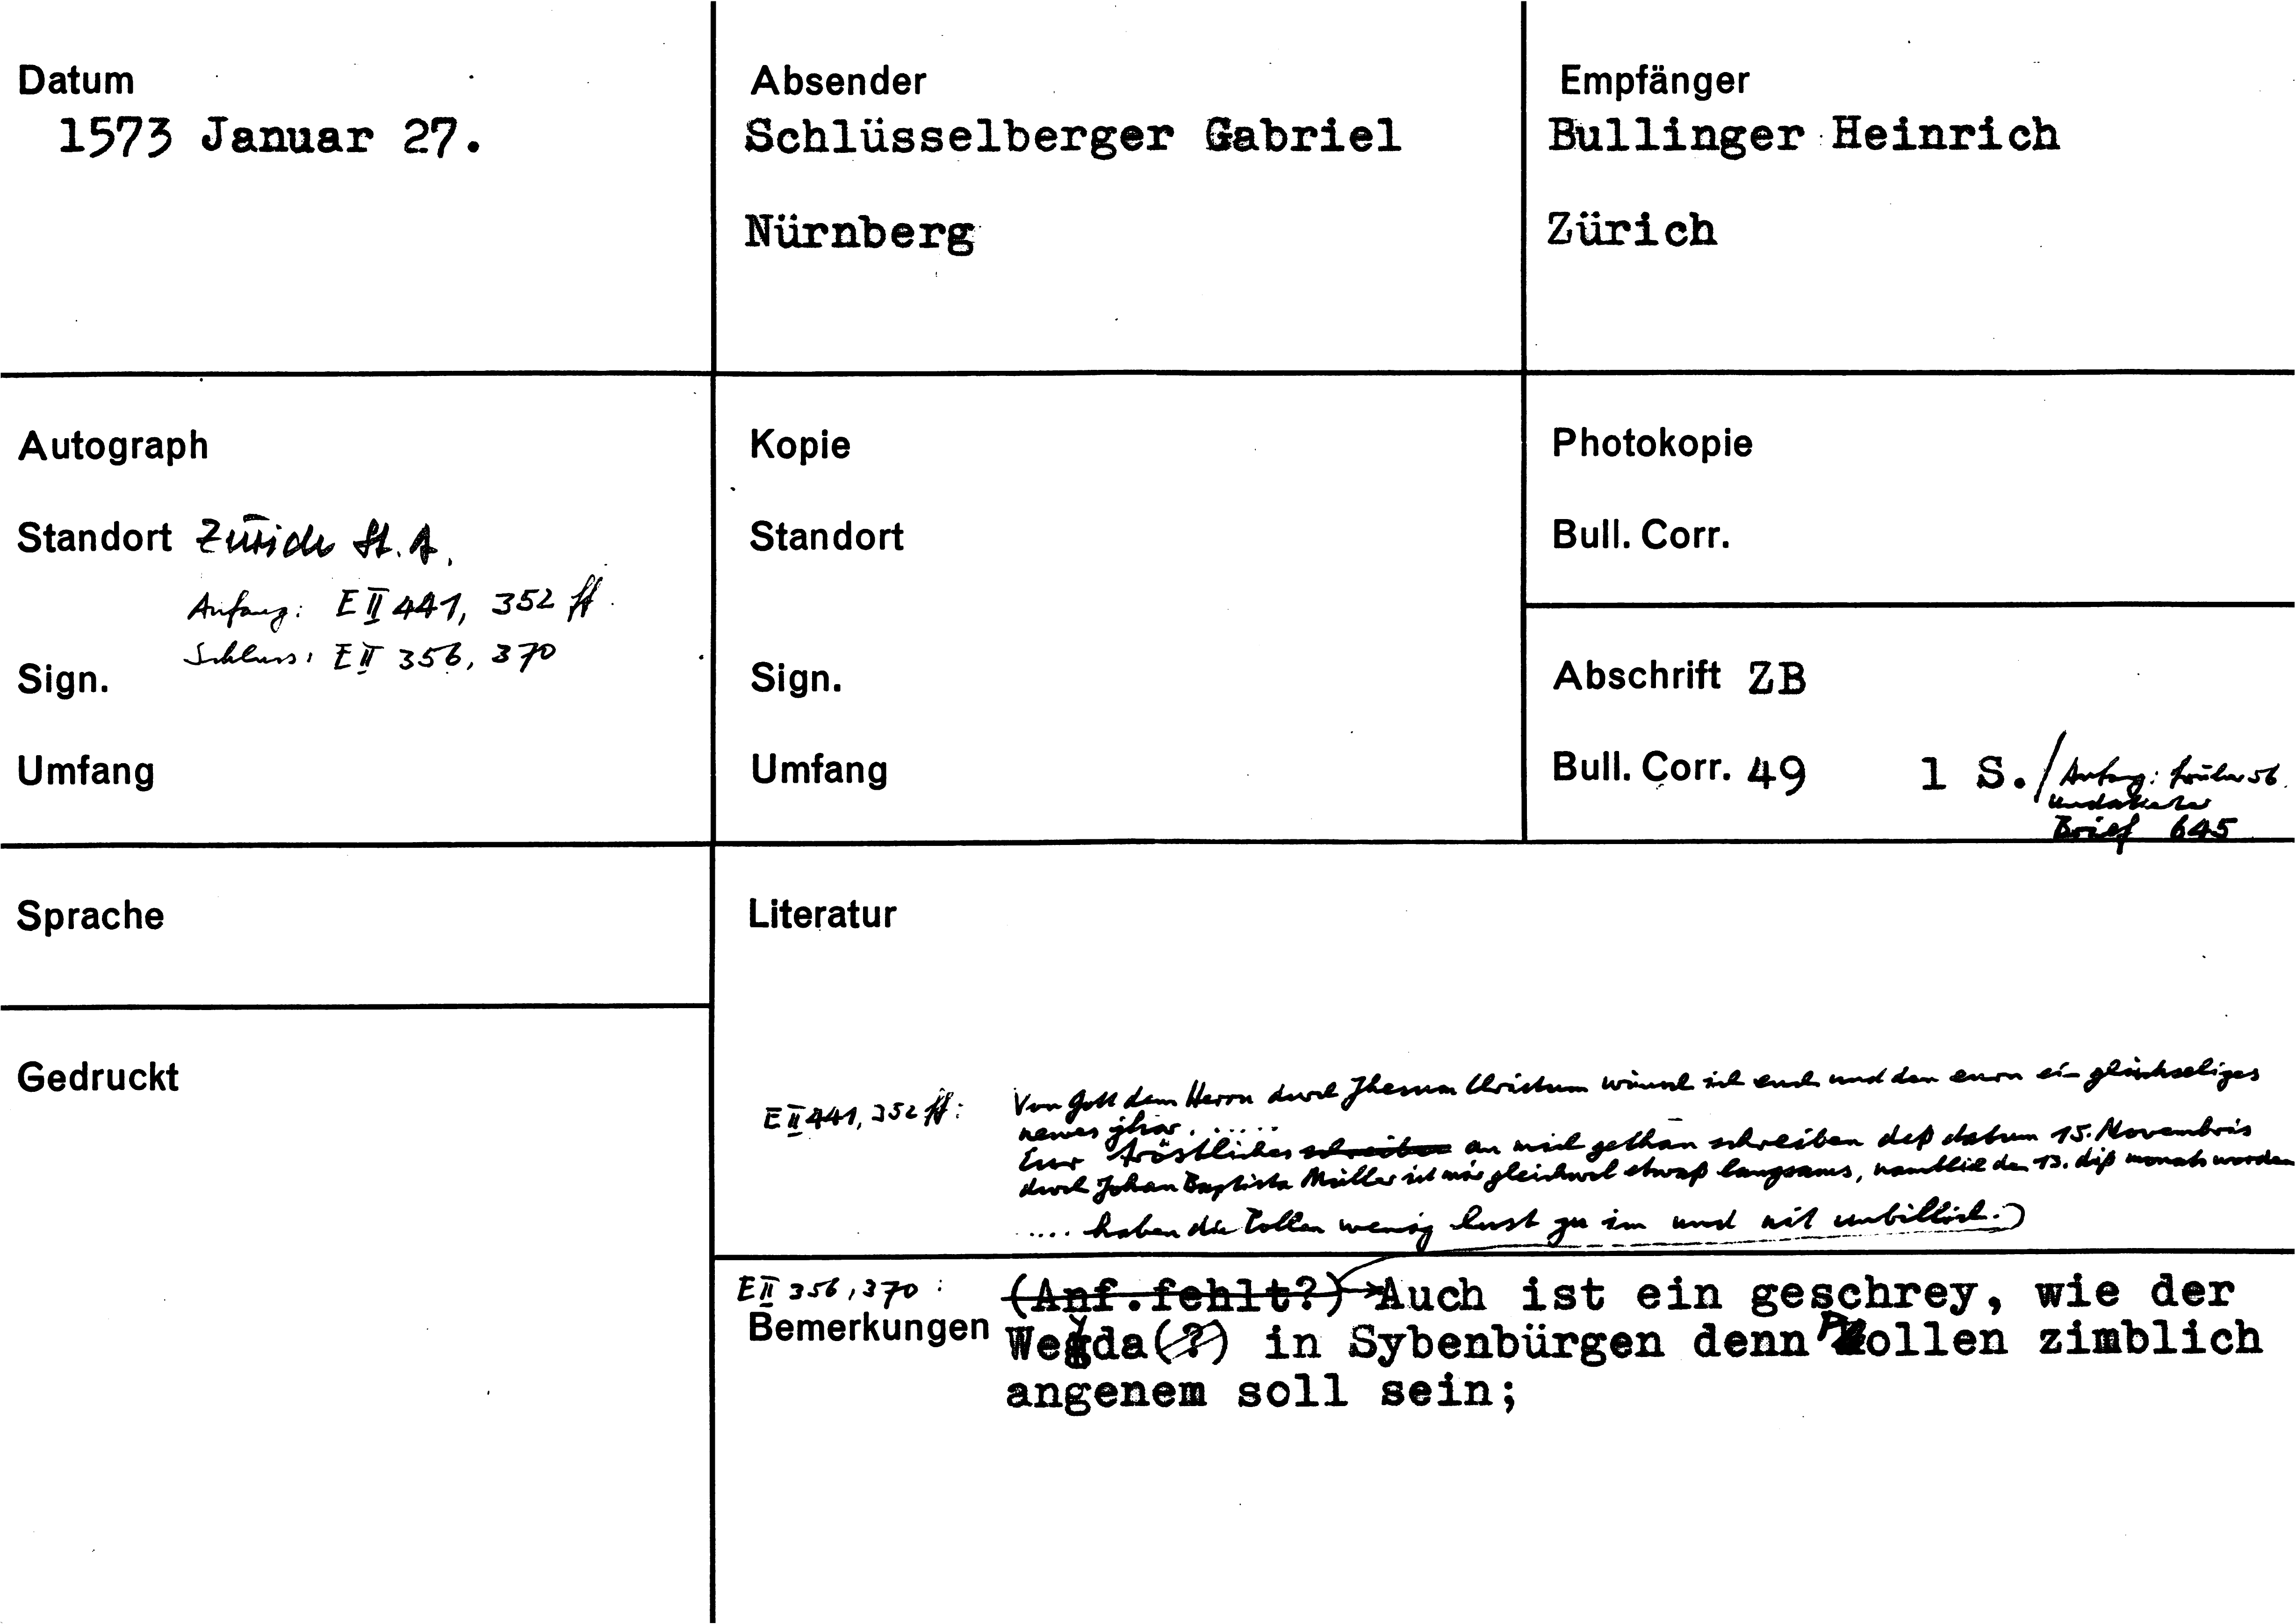 Datum
1573 Januar 27.
Absender
Schlüsselberger Gabriel
Nürnberg
Empfänger
Bullinger Heinrich
Zürich
Autograph
Standort Zürich St. A.
Anfang: E II 441, 352 ff.
Schluss: E II 356, 370
Sign.
Umfang
Kopie
Standort
Sign.
Umfang
Photokopie
Bull. Corr.
Abschrift ZB
Bull. Corr. 49 1 S. / Anfang: früher 56.
undatierter
Brief 645
Sprache
Gedruckt
Literatur
E II 441, 352 ff: Von Gott dem Herrn durch Jhesum Christum wünsch ich euch und den euren ein glückseliges
neues jhar. .....
Eur tröstliches schreiben an mich gethan schreiben deß datum 15. Novembris
durch Johan Baptista Müller ist mir gleichwol etwaß langsams, namblich den 13. diß monats worden
.... haben die Pollen wenig lust zu im und nit unbillich.)
E II 356, 370: (Anf.fehlt?) Auch ist ein geschrey, wie der
Bemerkungen Weyda(?) in Sybenbürgen denn Pollen zimblich
angenem soll sein;